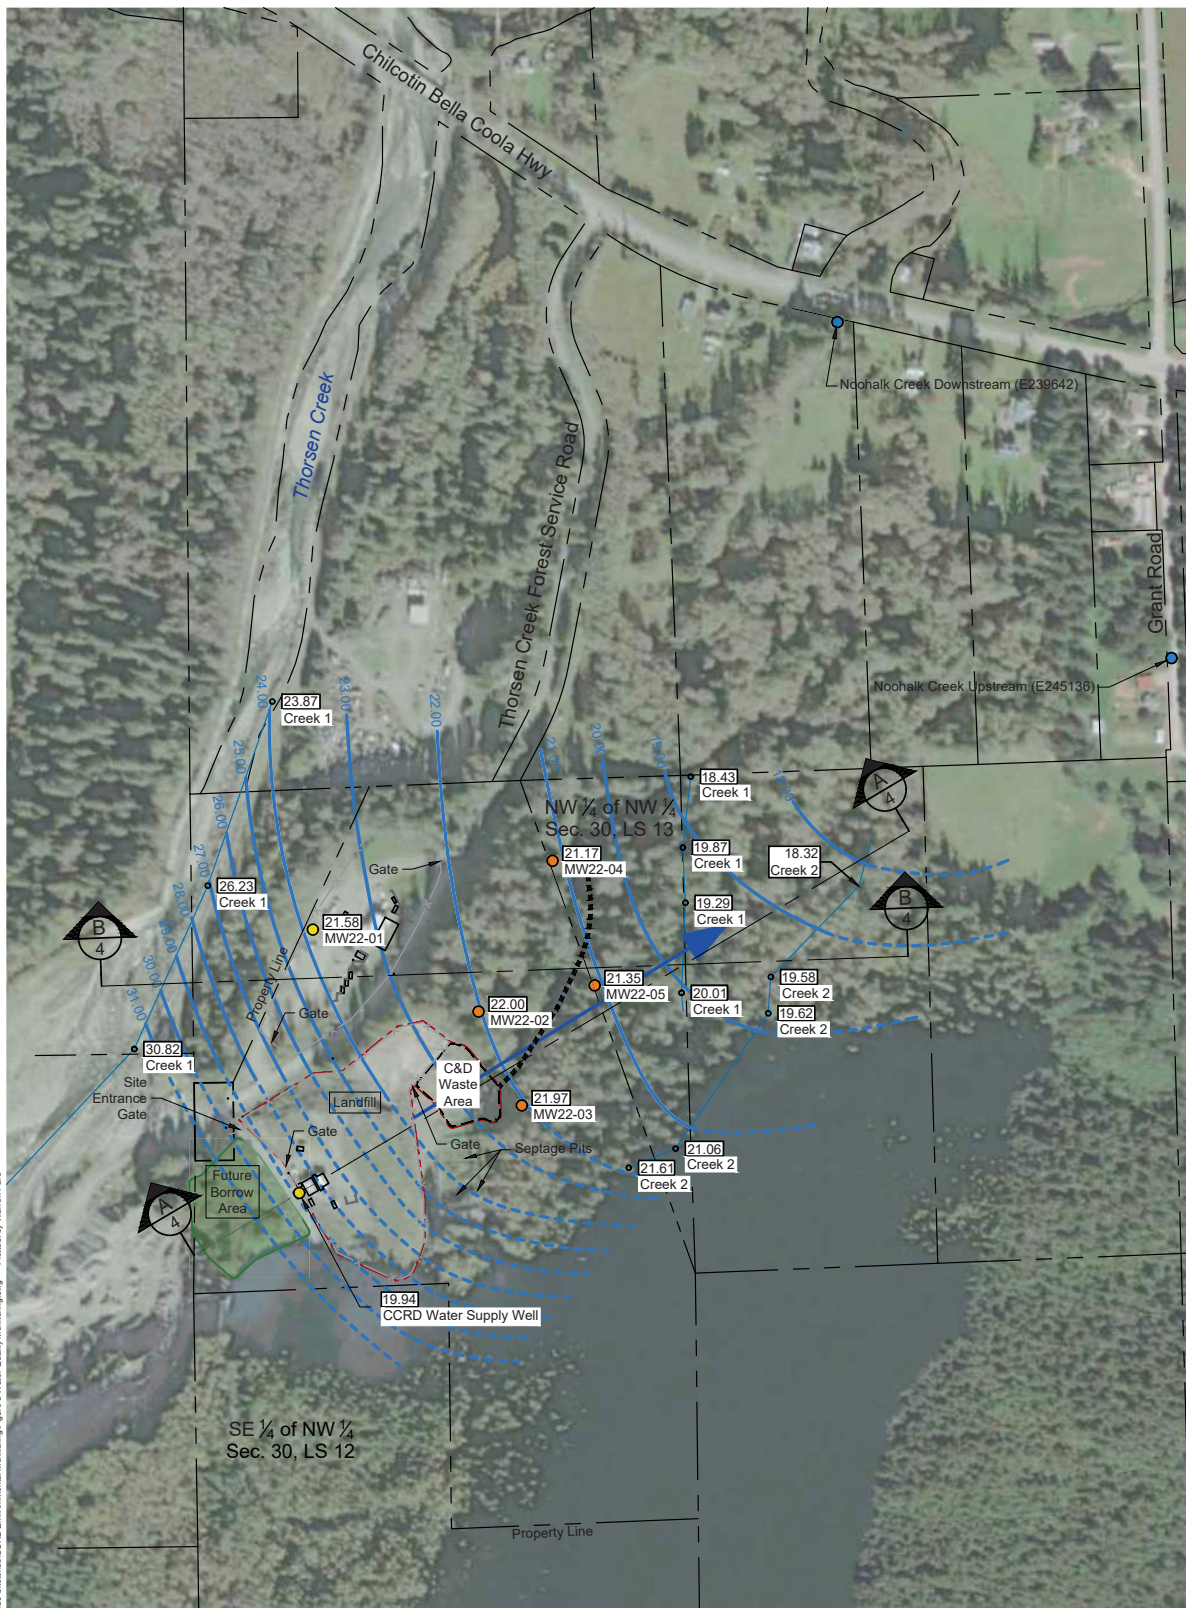 Chilcotin Bella Coola Hwy
Noohalk Creek Downstream (E239642)
Thorsen Creek
Thorsen Creek Forest Service Road
Grant Road
Noohalk Creek Upstream (E245136)
24.00
23.00
22.00
21.00
20.00
19.00
25.00
26.00
27.00
28.00
29.00
30.00
31.00
23.87
Creek 1
18.43
Creek 1
NW ¼ of NW ¼
Sec. 30, LS 13
A
4
19.87
Creek 1
18.32
Creek 2
21.17
MW22-04
Gate
26.23
Creek 1
19.29
Creek 1
B
4
B
4
21.58
MW22-01
Property Line
21.35
MW22-05
19.58
Creek 2
20.01
Creek 1
19.62
Creek 2
22.00
MW22-02
Gate
30.82
Creek 1
Site
Entrance
Gate
C&D
Waste
Area
Landfill
21.97
MW22-03
Gate
Gate
Septage Pits
21.06
Creek 2
21.61
Creek 2
Future
Borrow
Area
A
4
19.94
CCRD Water Supply Well
SE ¼ of NW ¼
Sec. 30, LS 12
Property Line